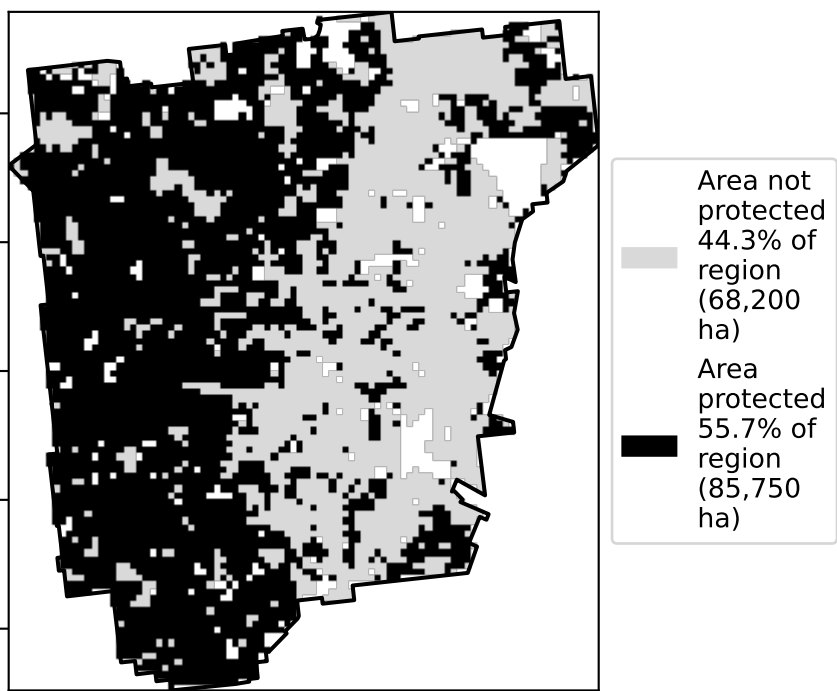 Area not
protected
44.3% of
region
(68,200
ha)
Area
protected
55.7% of
region
(85,750
ha)